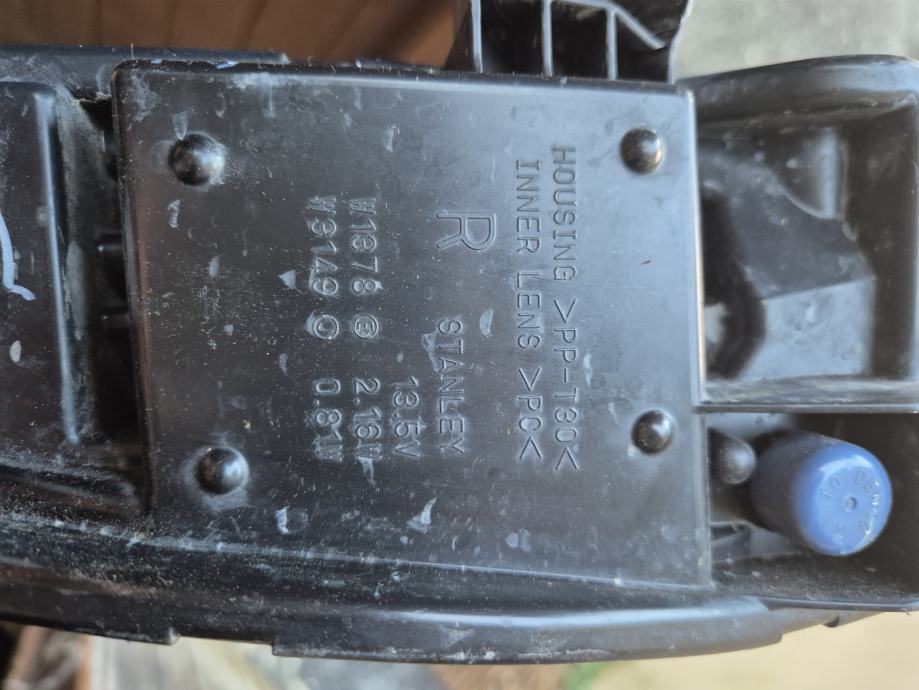 HOUSING >PP-T30<
INNER LENS >PC<
R STANLEY
13.5V
W1378 Ⓔ 2.16W
W3149 Ⓒ 0.81W